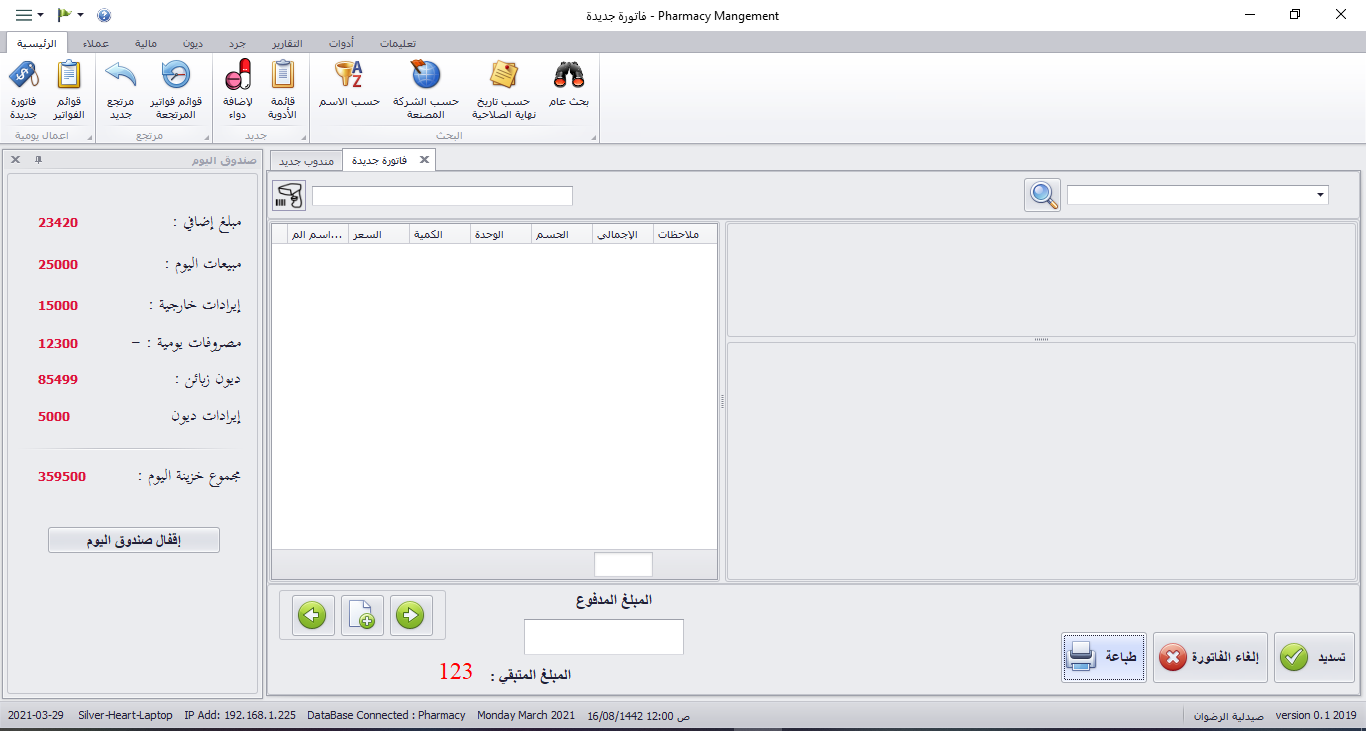 فاتورة جديدة - Pharmacy Mangement
الرئيسية
عملاء
مالية
ديون
جرد
التقارير
أدوات
تعليمات
فاتورة جديدة
قوائم الفواتير
مرتجع جديد
قوائم فواتير المرتجعة
لإضافة دواء
قائمة الأدوية
حسب الاسم
حسب الشركة المصنعة
حسب تاريخ نهاية الصلاحية
بحث عام
اعمال يومية
مرتجع
جديد
البحث
صندوق اليوم
مندوب جديد
فاتورة جديدة
مبلغ إضافي : 23420
مبيعات اليوم : 25000
إيرادات خارجية : 15000
مصروفات يومية : – 12300
ديون زبائن : 85499
إيرادات ديون 5000
مجموع خزينة اليوم : 359500
إقفال صندوق اليوم
اسم الم...
السعر
الكمية
الوحدة
الحسم
الإجمالي
ملاحظات
المبلغ المدفوع
المبلغ المتبقي : 123
طباعة
إلغاء الفاتورة
تسديد
2021-03-29 Silver-Heart-Laptop IP Add: 192.168.1.225 DataBase Connected : Pharmacy Monday March 2021 16/08/1442 12:00 ص
صيدلية الرضوان version 0.1 2019